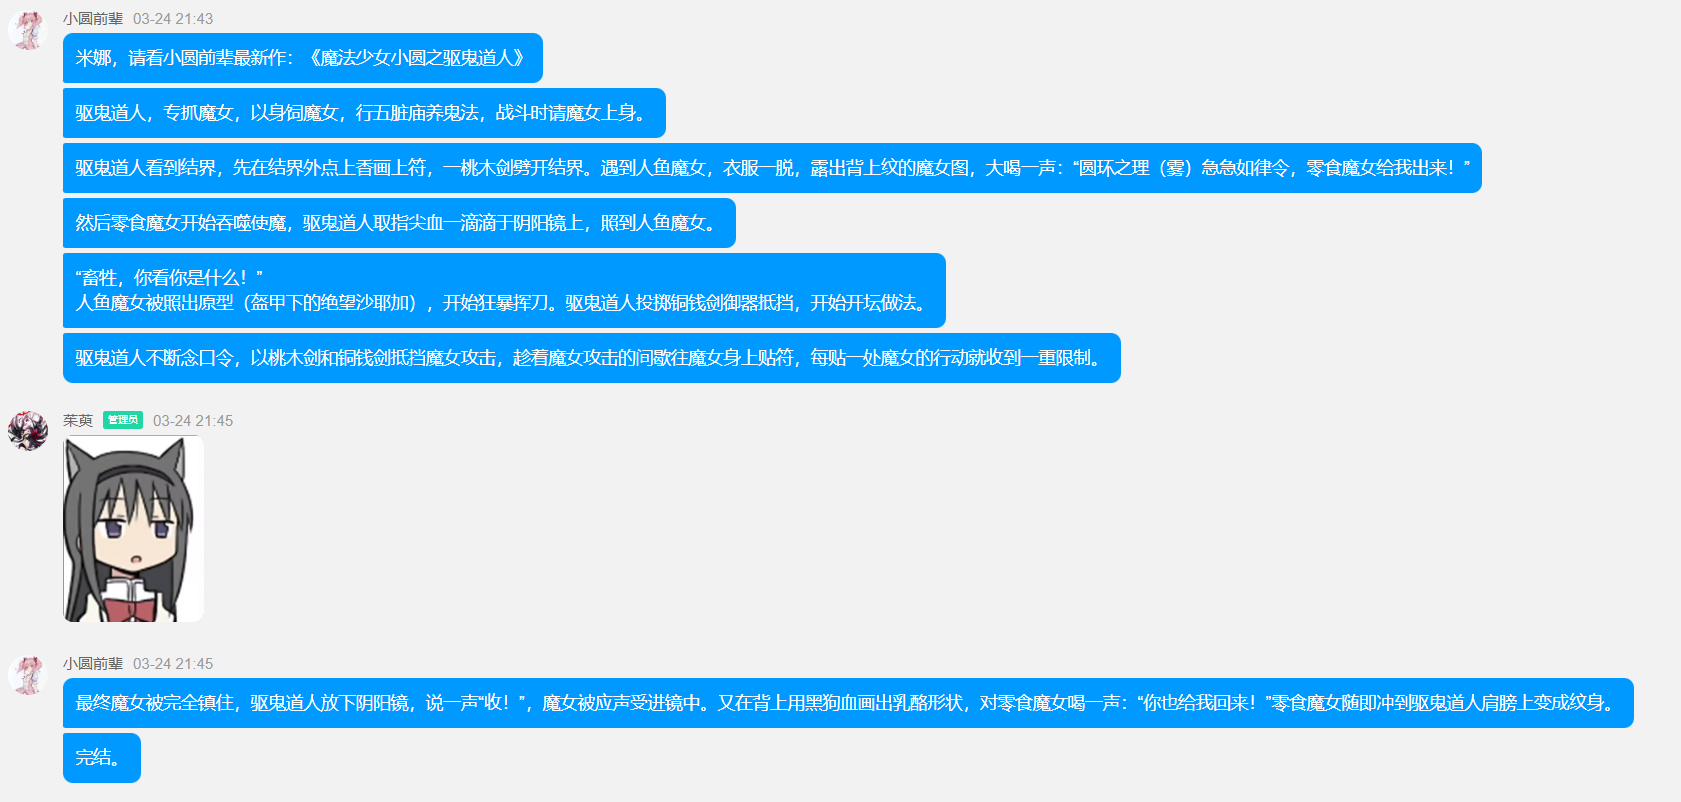 小圆前辈 03-24 21:43
米娜，请看小圆前辈最新作：《魔法少女小圆之驱鬼道人》
驱鬼道人，专抓魔女，以身饲魔女，行五脏庙养鬼法，战斗时请魔女上身。
驱鬼道人看到结界，先在结界外点上香画上符，一桃木剑劈开结界。遇到人鱼魔女，衣服一脱，露出背上纹的魔女图，大喝一声：“圆环之理（雾）急急如律令，零食魔女给我出来！”
然后零食魔女开始吞噬使魔，驱鬼道人取指尖血一滴滴于阴阳镜上，照到人鱼魔女。
“畜牲，你看你是什么！”
人鱼魔女被照出原型（盔甲下的绝望沙耶加），开始狂暴挥刀。驱鬼道人投掷铜钱剑御器抵挡，开始开坛做法。
驱鬼道人不断念口令，以桃木剑和铜钱剑抵挡魔女攻击，趁着魔女攻击的间歇往魔女身上贴符，每贴一处魔女的行动就收到一重限制。
茱萸 管理员 03-24 21:45
小圆前辈 03-24 21:45
最终魔女被完全镇住，驱鬼道人放下阴阳镜，说一声“收！”，魔女被应声受进镜中。又在背上用黑狗血画出乳酪形状，对零食魔女喝一声：“你也给我回来！”零食魔女随即冲到驱鬼道人肩膀上变成纹身。
完结。